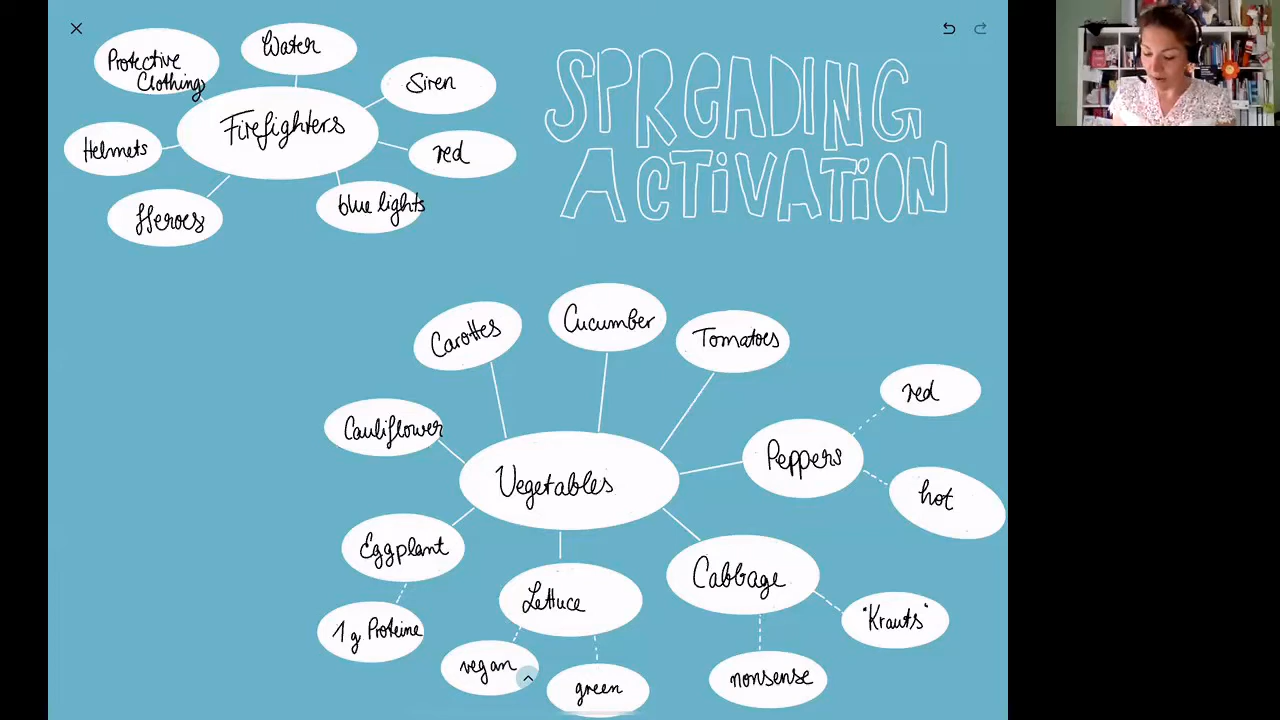 SPREADING
ACTIVATION
Protective
Clothing
Water
Siren
Firefighters
Helmets
red
Heroes
blue lights
Carottes
Cucumber
Tomatoes
red
Cauliflower
Peppers
Vegetables
hot
Eggplant
Cabbage
Lettuce
"Krauts"
1 g Proteine
vegan
green
nonsense